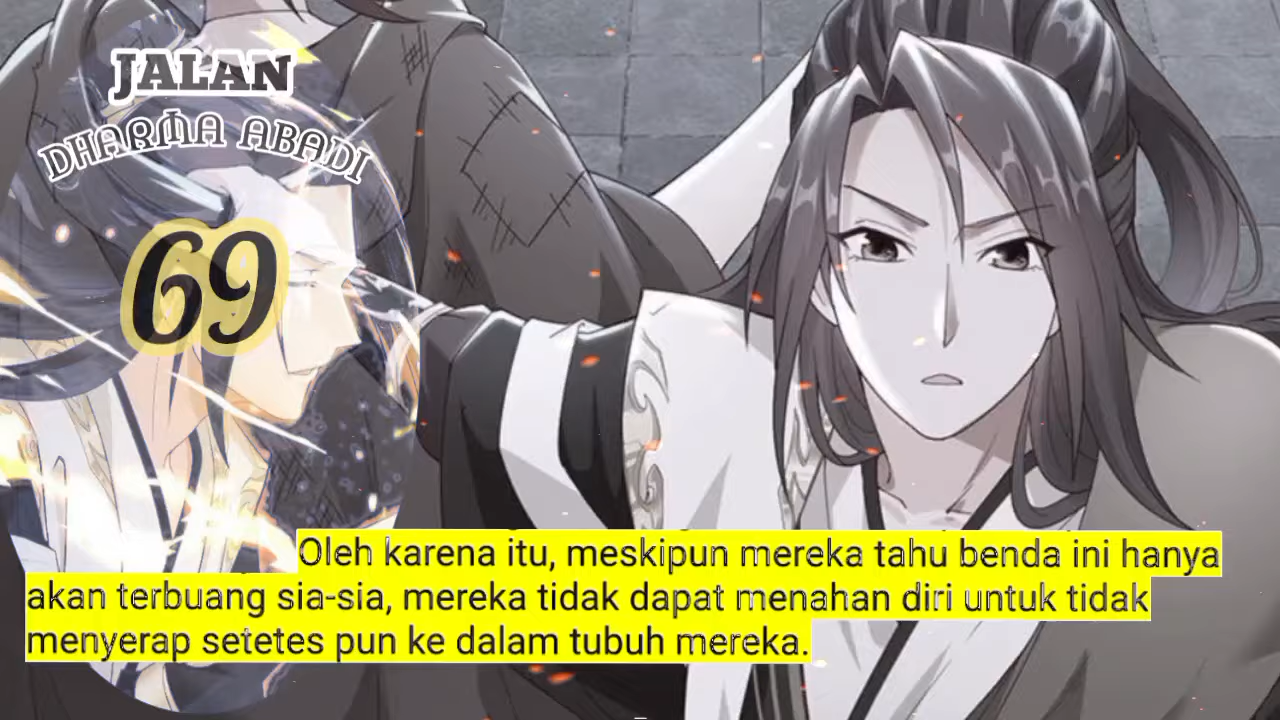 JALAN
DHARMA ABADI
69
Oleh karena itu, meskipun mereka tahu benda ini hanya
akan terbuang sia-sia, mereka tidak dapat menahan diri untuk tidak
menyerap setetes pun ke dalam tubuh mereka.